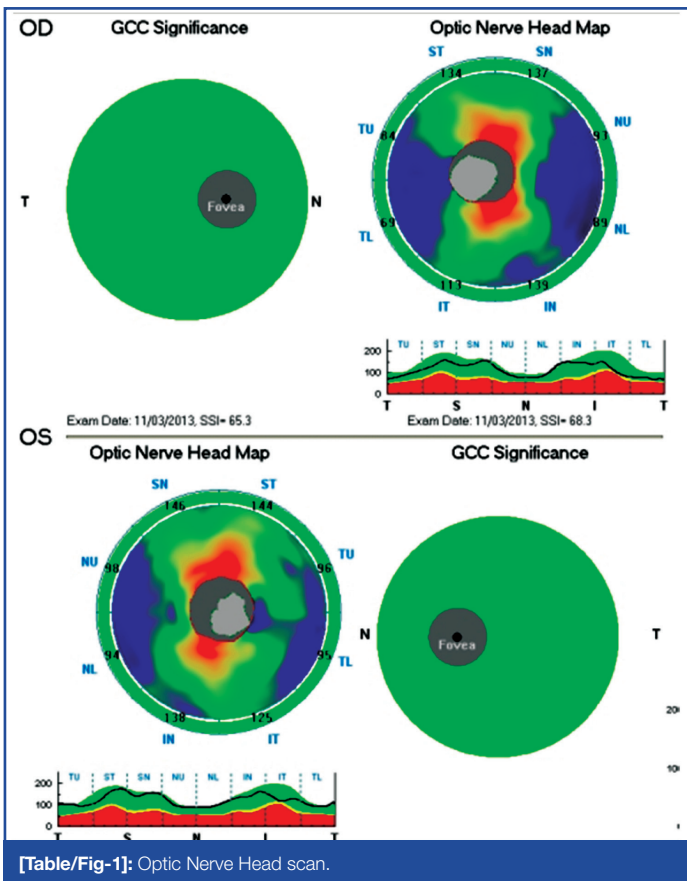 OD GCC Significance Optic Nerve Head Map
ST SN
134 137
TU NU
84 93
T Fovea N
69 89
TL NL
113 139
IT IN
TU ST SN NU NL IN IT TL
200
100
0
T S N I T
Exam Date: 11/03/2013, SSI= 65.3 Exam Date: 11/03/2013, SSI= 68.3
OS
Optic Nerve Head Map GCC Significance
SN ST
146 144
NU TU
98 96
N Fovea T
94 95
NL TL
138 125
IN IT
200
100
TU ST SN NU NL IN IT TL
200
100
0
T S N I T
[Table/Fig-1]: Optic Nerve Head scan.